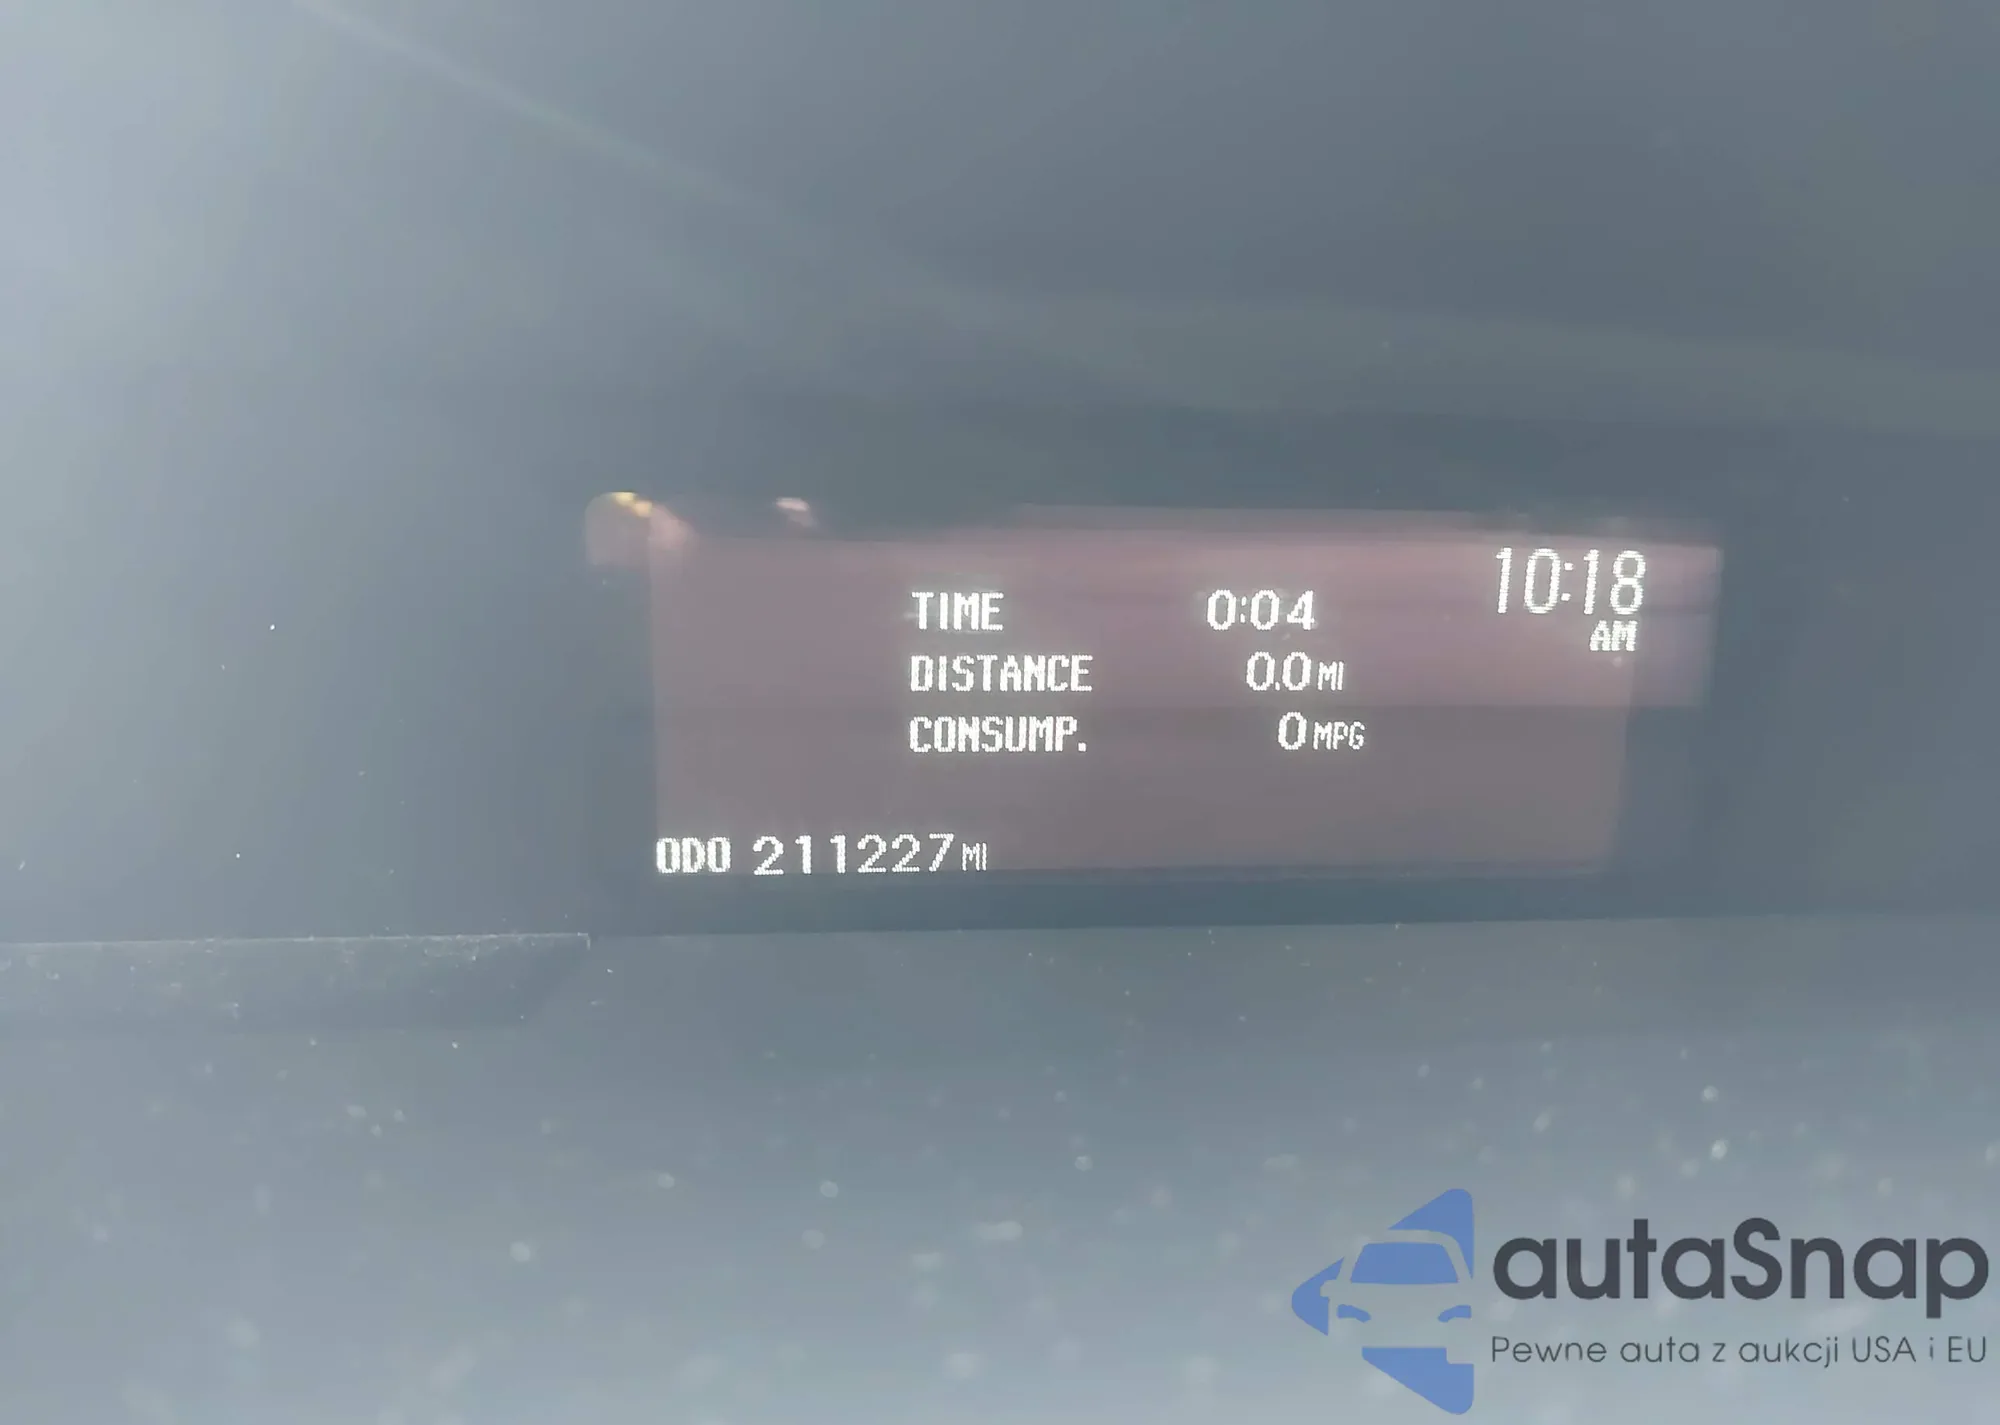 10:18
AM
TIME 0:04
DISTANCE 0.0 MI
CONSUMP. 0 MPG
ODO 211227 MI
autaSnap
Pewne auta z aukcji USA i EU